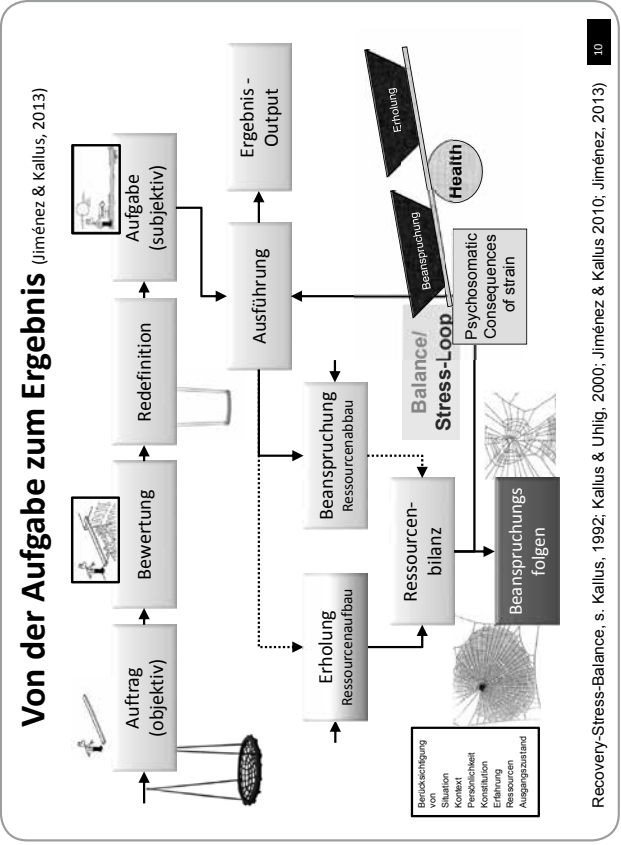 Von der Aufgabe zum Ergebnis (Jiménez & Kallus, 2013)
Auftrag
(objektiv)
Bewertung
Redefinition
Aufgabe
(subjektiv)
Ausführung
Ergebnis -
Output
Erholung
Ressourcenaufbau
Beanspruchung
Ressourcenabbau
Ressourcen-
bilanz
Beanspruchungs
folgen
Balance/
Stress-Loop
Beanspruchung
Erholung
Health
Psychosomatic
Consequences
of strain
Berücksichtigung
von
Situation
Kontext
Persönlichkeit
Konstitution
Erfahrung
Ressourcen
Ausgangszustand
Recovery-Stress-Balance, s. Kallus, 1992; Kallus & Uhlig, 2000; Jiménez & Kallus 2010; Jiménez, 2013)
10